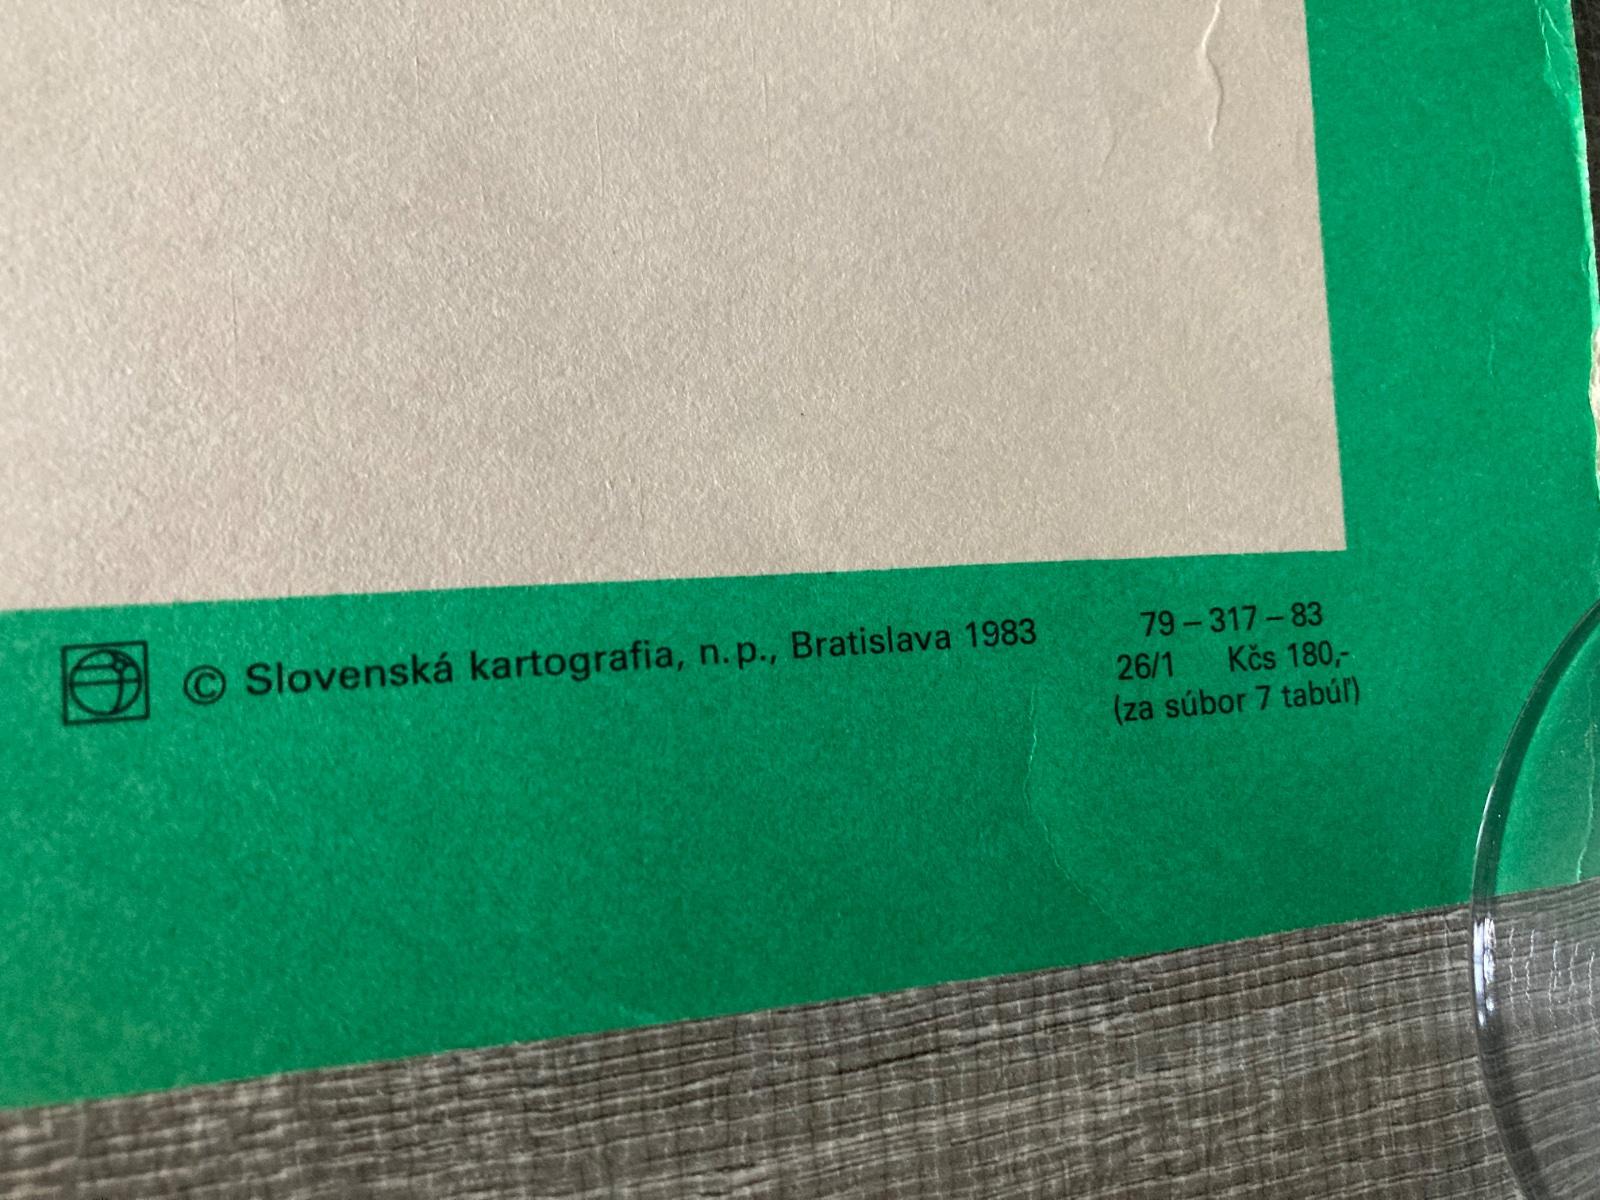 © Slovenská kartografia, n. p., Bratislava 1983
79 – 317 – 83
26/1 Kčs 180,-
(za súbor 7 tabúľ)